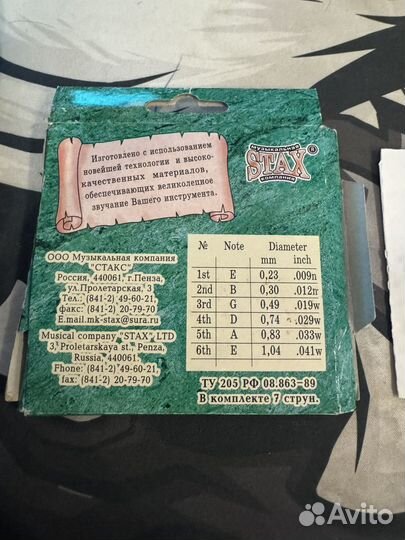 Изготовлено с использованием
новейшей технологии и высоко-
качественных материалов,
обеспечивающих великолепное
звучание Вашего инструмента.
музыкальная
STAX®
компания
ООО Музыкальная компания
"СТАКС"
Россия, 440061, г.Пенза,
ул.Пролетарская, 3
Тел.: (841-2) 49-60-21,
факс: (841-2) 20-79-70
E.mail.mk-stax@sura.ru
Musical company "STAX", LTD
3, Proletarskaya st., Penza,
Russia, 440061.
Fhone: (841-2) 49-60-21,
fax: (841-2) 20-79-70
№ Note Diameter
mm inch
1st E 0,23 .009п
2nd B 0,30 .012п
3rd G 0,49 .019w
4th D 0,74 .029w
5th A 0,83 .033w
6th E 1,04 .041w
ТУ 205 РФ 08.863-89
В комплекте 7 струн.
Avito